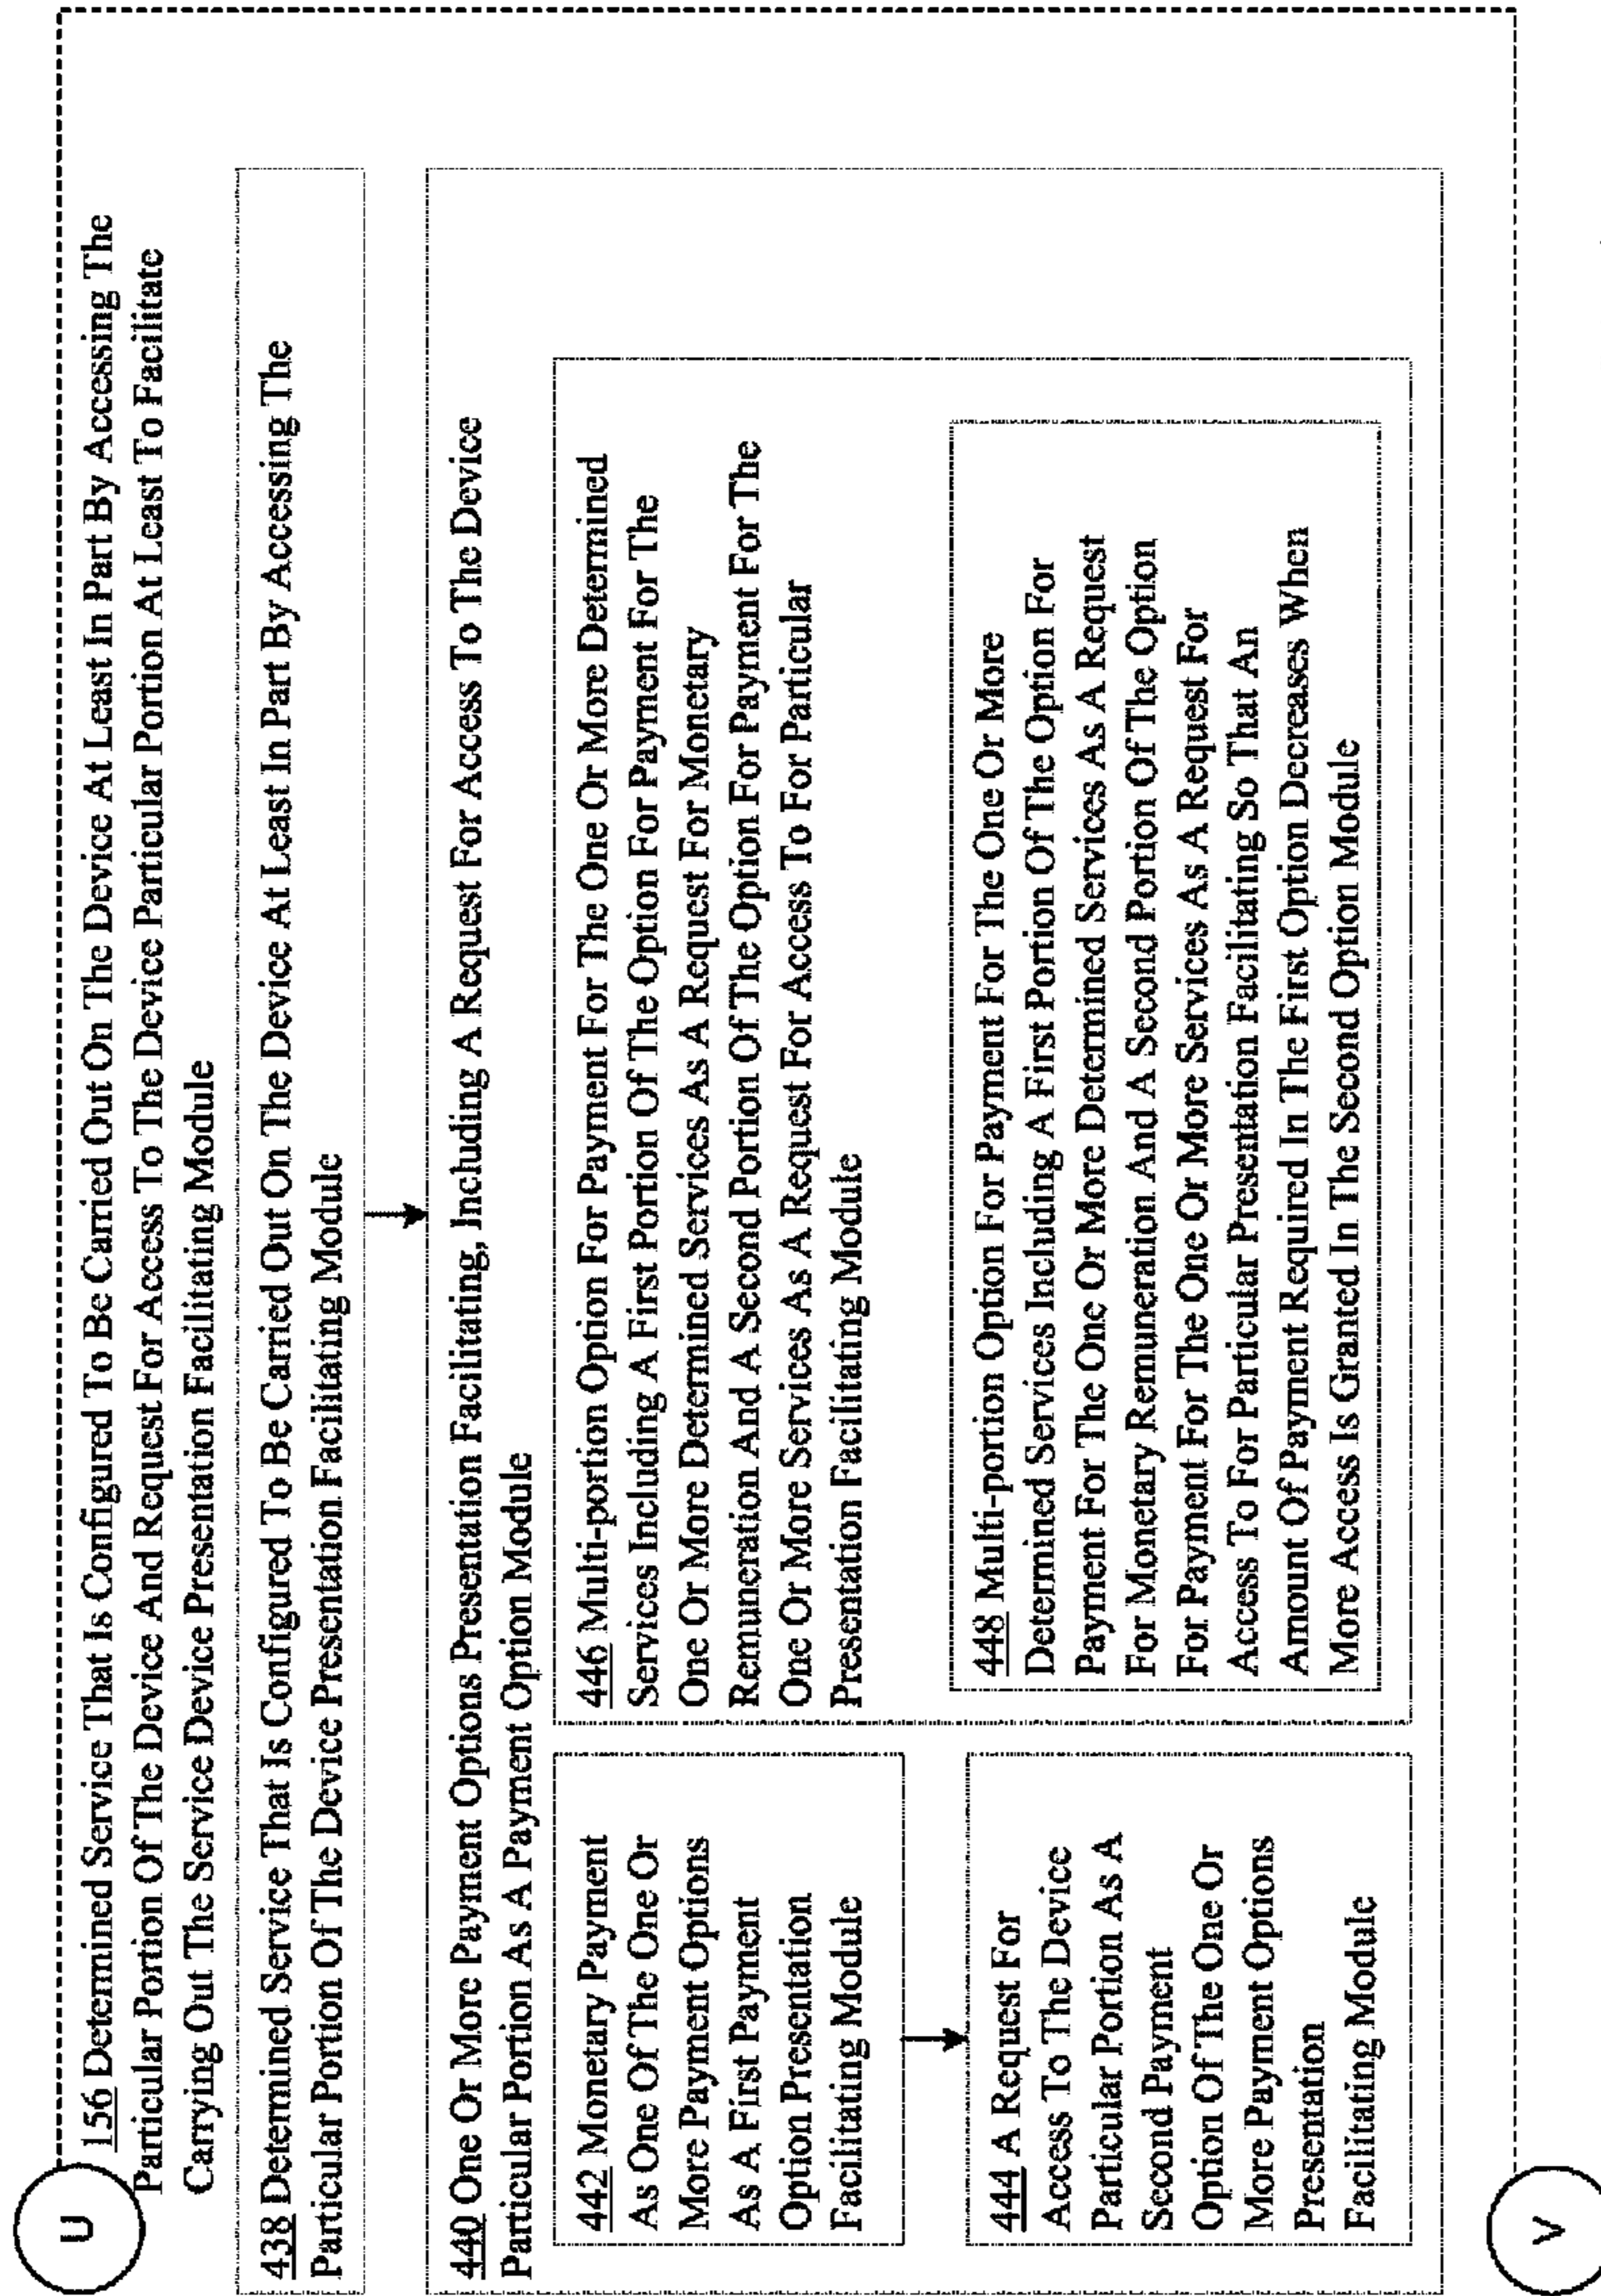 U
156 Determined Service That Is Configured To Be Carried Out On The Device At Least In Part By Accessing The
Particular Portion Of The Device And Request For Access To The Device Particular Portion At Least To Facilitate
Carrying Out The Service Device Presentation Facilitating Module
438 Determined Service That Is Configured To Be Carried Out On The Device At Least In Part By Accessing The
Particular Portion Of The Device Presentation Facilitating Module
440 One Or More Payment Options Presentation Facilitating, Including A Request For Access To The Device
Particular Portion As A Payment Option Module
442 Monetary Payment
As One Of The One Or
More Payment Options
As A First Payment
Option Presentation
Facilitating Module
444 A Request For
Access To The Device
Particular Portion As A
Second Payment
Option Of The One Or
More Payment Options
Presentation
Facilitating Module
446 Multi-portion Option For Payment For The One Or More Determined
Services Including A First Portion Of The Option For Payment For The
One Or More Determined Services As A Request For Monetary
Remuneration And A Second Portion Of The Option For Payment For The
One Or More Services As A Request For Access To For Particular
Presentation Facilitating Module
448 Multi-portion Option For Payment For The One Or More
Determined Services Including A First Portion Of The Option For
Payment For The One Or More Determined Services As A Request
For Monetary Remuneration And A Second Portion Of The Option
For Payment For The One Or More Services As A Request For
Access To For Particular Presentation Facilitating So That An
Amount Of Payment Required In The First Option Decreases When
More Access Is Granted In The Second Option Module
V